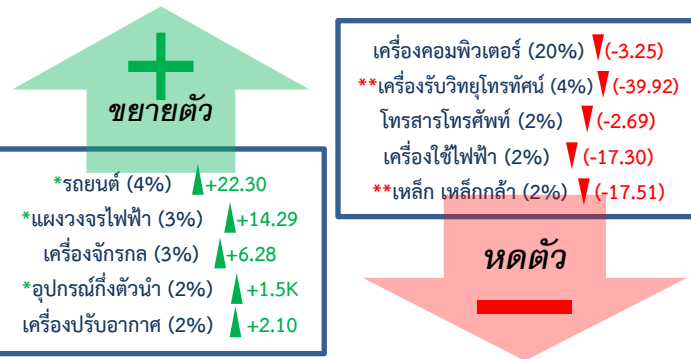 ขยายตัว
*รถยนต์ (4%) +22.30
*แผงวงจรไฟฟ้า (3%) +14.29
เครื่องจักรกล (3%) +6.28
*อุปกรณ์กึ่งตัวนำ (2%) +1.5K
เครื่องปรับอากาศ (2%) +2.10
เครื่องคอมพิวเตอร์ (20%) (-3.25)
**เครื่องรับวิทยุโทรทัศน์ (4%) (-39.92)
โทรสารโทรศัพท์ (2%) (-2.69)
เครื่องใช้ไฟฟ้า (2%) (-17.30)
**เหล็ก เหล็กกล้า (2%) (-17.51)
หดตัว